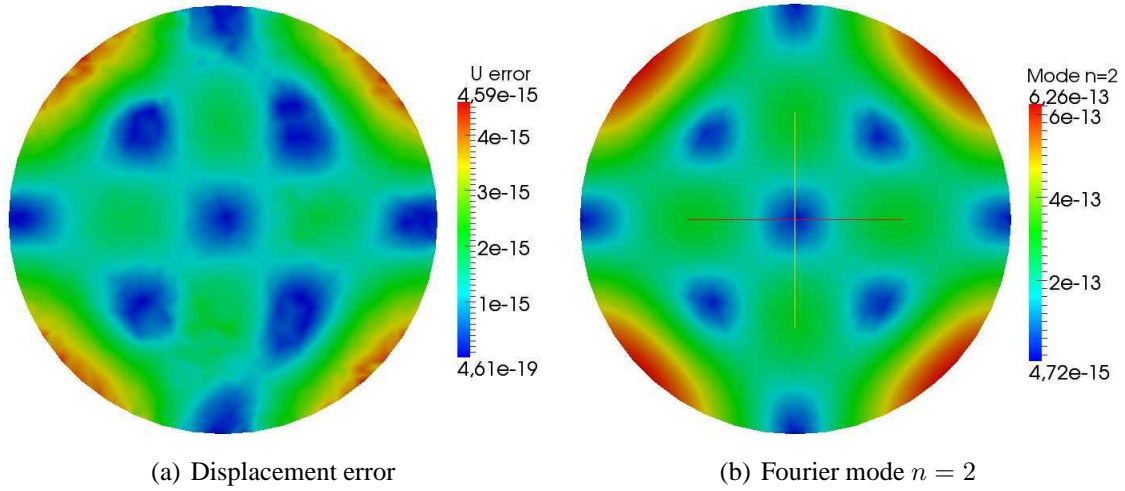 U error
4,59e-15
4e-15
3e-15
2e-15
1e-15
4,61e-19
Mode n=2
6,26e-13
6e-13
4e-13
2e-13
4,72e-15
(a) Displacement error
(b) Fourier mode n = 2